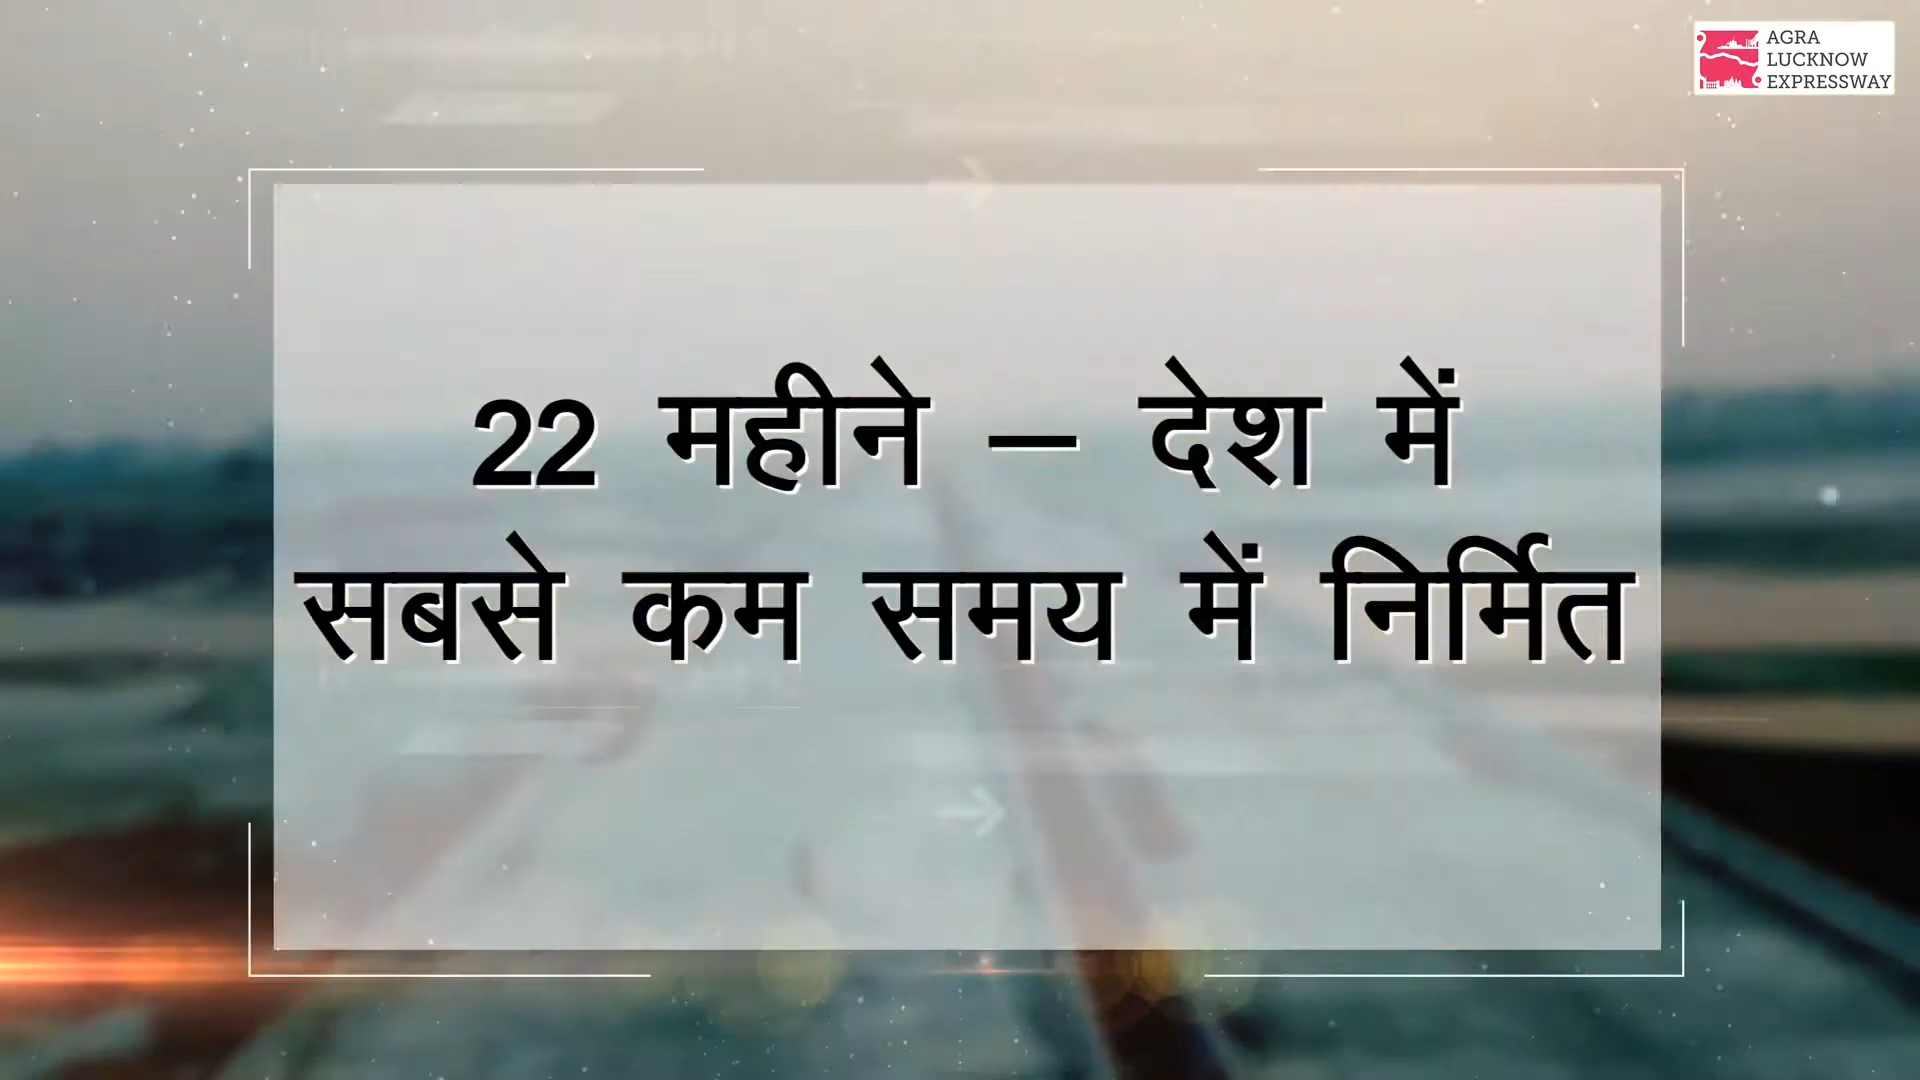 AGRA
LUCKNOW
EXPRESSWAY
22 महीने – देश में
सबसे कम समय में निर्मित